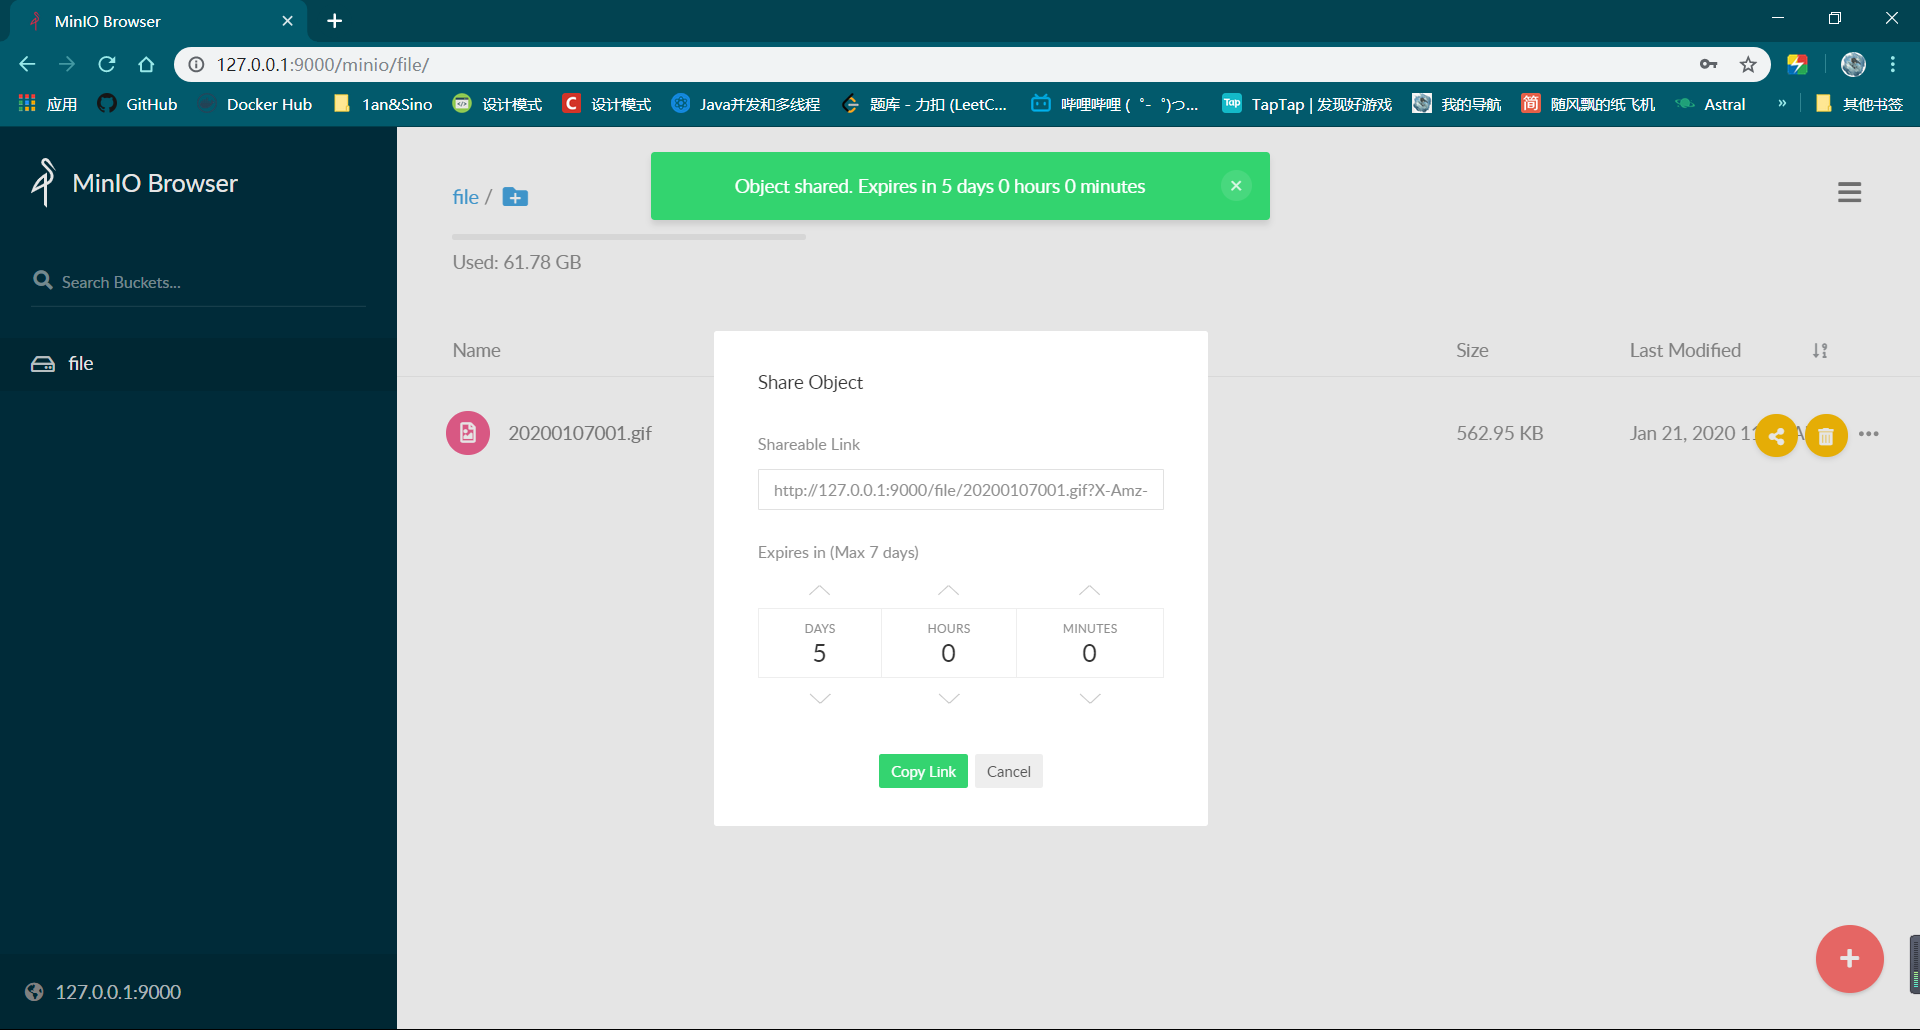 MinIO Browser
127.0.0.1:9000/minio/file/
应用 GitHub Docker Hub 1an&Sino 设计模式 设计模式 Java并发和多线程 题库 - 力扣 (LeetC... 哔哩哔哩 ( ゜- ゜)つ... TapTap | 发现好游戏 我的导航 随风飘的纸飞机 Astral » 其他书签
MinIO Browser
Object shared. Expires in 5 days 0 hours 0 minutes
file /
Used: 61.78 GB
Search Buckets...
file
Name Size Last Modified
20200107001.gif 562.95 KB Jan 21, 2020 11
Share Object
Shareable Link
http://127.0.0.1:9000/file/20200107001.gif?X-Amz-
Expires in (Max 7 days)
DAYS HOURS MINUTES
5 0 0
Copy Link Cancel
127.0.0.1:9000